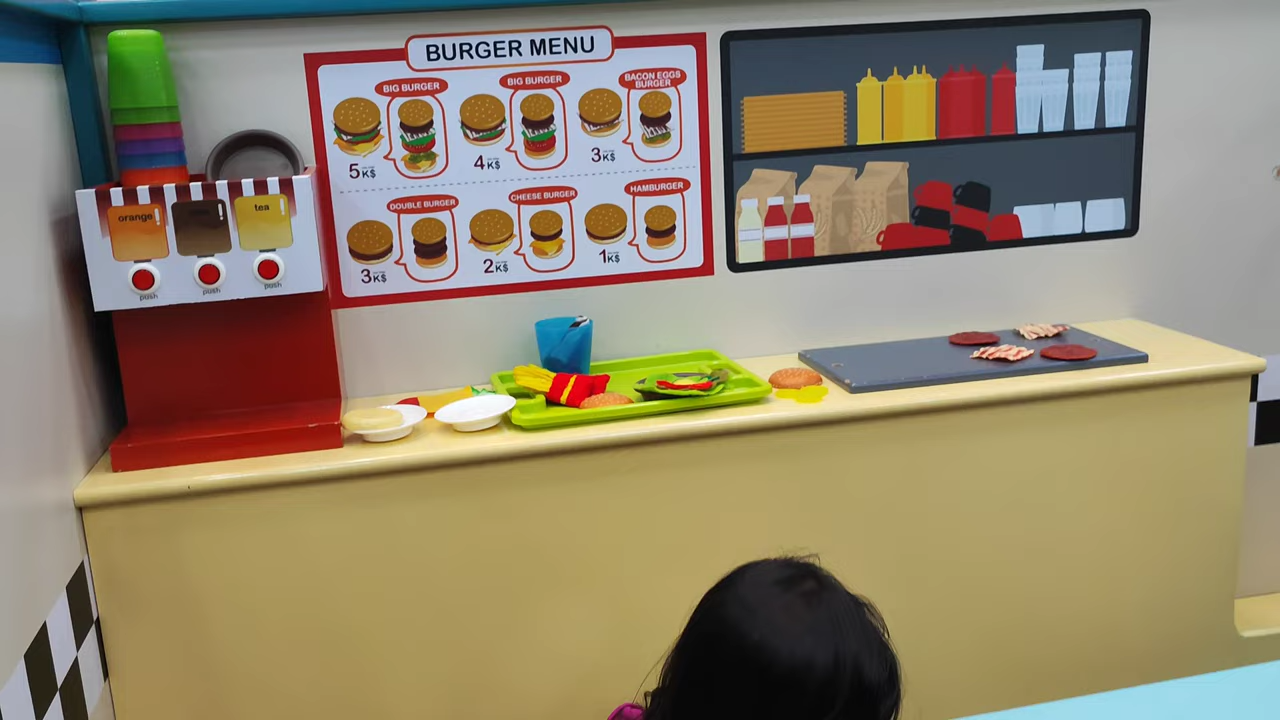 BURGER MENU
BIG BURGER
5K$
BIG BURGER
4K$
BACON EGGS
BURGER
3K$
DOUBLE BURGER
3K$
CHEESE BURGER
2K$
HAMBURGER
1K$
orange
tea
push
push
push